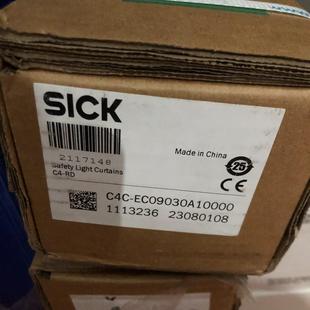 SICK
2117148
Safety Light Curtains
C4-RD
Made in China
25
CE
C4C-EC09030A10000
1113236 23080108